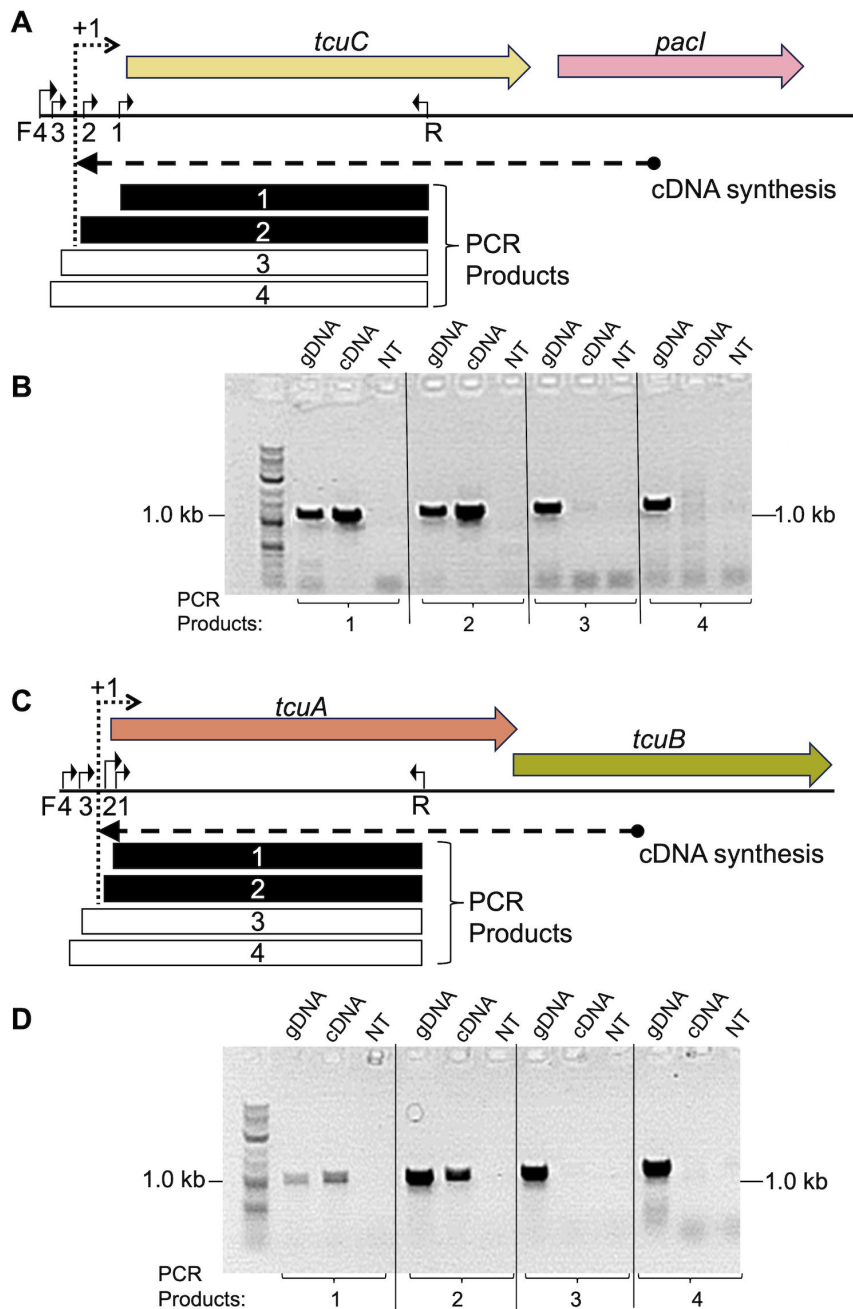 A
+1
tcuC
pacI
F4 3 2 1 R
cDNA synthesis
1
2
3
4
PCR
Products
B
gDNA cDNA NT gDNA cDNA NT gDNA cDNA NT gDNA cDNA NT
1.0 kb 1.0 kb
PCR
Products: 1 2 3 4
C
+1
tcuA
tcuB
F4 3 21 R
cDNA synthesis
1
2
3
4
PCR
Products
D
gDNA cDNA NT gDNA cDNA NT gDNA cDNA NT gDNA cDNA NT
1.0 kb 1.0 kb
PCR
Products: 1 2 3 4